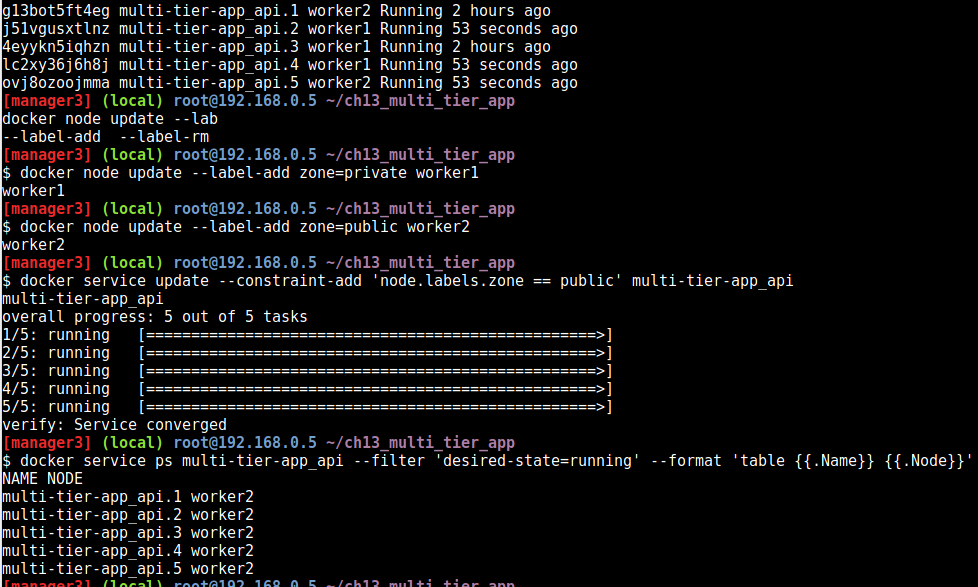 g13bot5ft4eg multi-tier-app_api.1 worker2 Running 2 hours ago
j51vgusxtlnz multi-tier-app_api.2 worker1 Running 53 seconds ago
4eyykn5iqhzn multi-tier-app_api.3 worker1 Running 2 hours ago
lc2xy36j6h8j multi-tier-app_api.4 worker1 Running 53 seconds ago
ovj8ozoojmma multi-tier-app_api.5 worker2 Running 53 seconds ago
[manager3] (local) root@192.168.0.5 ~/ch13_multi_tier_app
docker node update --lab
--label-add  --label-rm
[manager3] (local) root@192.168.0.5 ~/ch13_multi_tier_app
$ docker node update --label-add zone=private worker1
worker1
[manager3] (local) root@192.168.0.5 ~/ch13_multi_tier_app
$ docker node update --label-add zone=public worker2
worker2
[manager3] (local) root@192.168.0.5 ~/ch13_multi_tier_app
$ docker service update --constraint-add 'node.labels.zone == public' multi-tier-app_api
multi-tier-app_api
overall progress: 5 out of 5 tasks
1/5: running   [==================================================>]
2/5: running   [==================================================>]
3/5: running   [==================================================>]
4/5: running   [==================================================>]
5/5: running   [==================================================>]
verify: Service converged
[manager3] (local) root@192.168.0.5 ~/ch13_multi_tier_app
$ docker service ps multi-tier-app_api --filter 'desired-state=running' --format 'table {{.Name}} {{.Node}}'
NAME NODE
multi-tier-app_api.1 worker2
multi-tier-app_api.2 worker2
multi-tier-app_api.3 worker2
multi-tier-app_api.4 worker2
multi-tier-app_api.5 worker2
[manager3] (local) root@192.168.0.5 ~/ch13_multi_tier_app